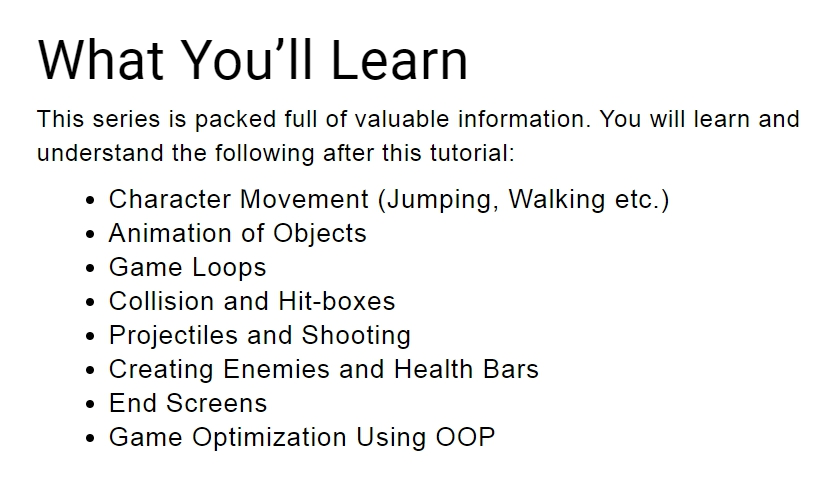 What You’ll Learn
This series is packed full of valuable information. You will learn and
understand the following after this tutorial:
• Character Movement (Jumping, Walking etc.)
• Animation of Objects
• Game Loops
• Collision and Hit-boxes
• Projectiles and Shooting
• Creating Enemies and Health Bars
• End Screens
• Game Optimization Using OOP